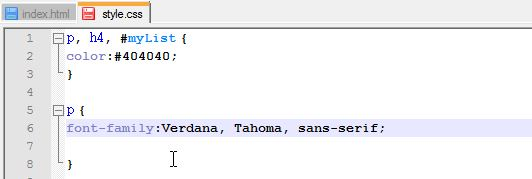 index.html style.css
1 p, h4, #myList {
2 color:#404040;
3 }
4
5 p {
6 font-family:Verdana, Tahoma, sans-serif;
7
8 }